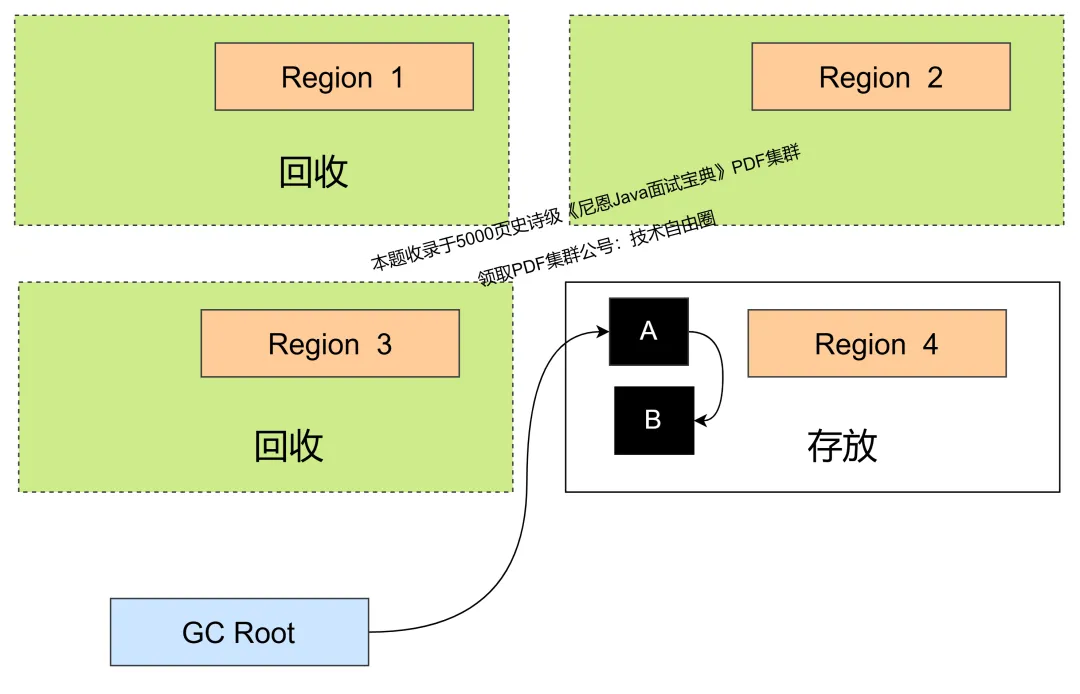 Region 1
Region 2
回收
本题收录于5000页史诗级《尼恩Java面试宝典》PDF集群
领取PDF集群公号：技术自由圈
Region 3
A
Region 4
B
回收
存放
GC Root